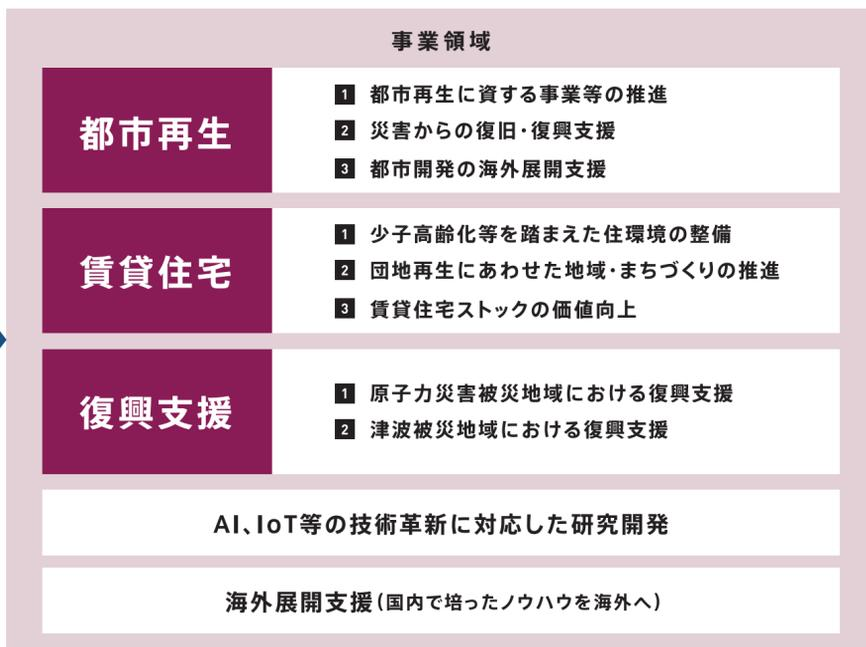 事業領域
都市再生
1 都市再生に資する事業等の推進
2 災害からの復旧・復興支援
3 都市開発の海外展開支援
賃貸住宅
1 少子高齢化等を踏まえた住環境の整備
2 団地再生にあわせた地域・まちづくりの推進
3 賃貸住宅ストックの価値向上
復興支援
1 原子力災害被災地域における復興支援
2 津波被災地域における復興支援
AI、IoT等の技術革新に対応した研究開発
海外展開支援(国内で培ったノウハウを海外へ)